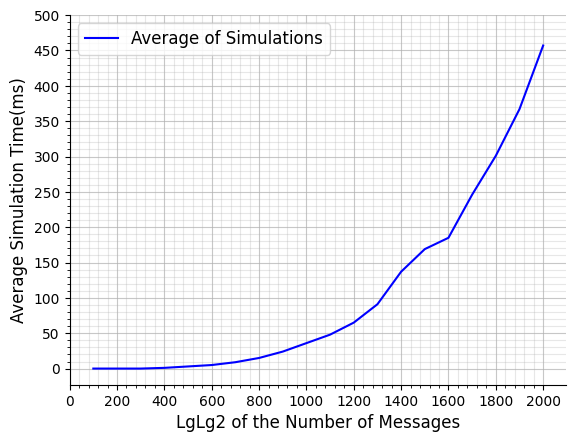 Average of Simulations
Average Simulation Time(ms)
500
450
400
350
300
250
200
150
100
50
0
0 200 400 600 800 1000 1200 1400 1600 1800 2000
LgLg2 of the Number of Messages